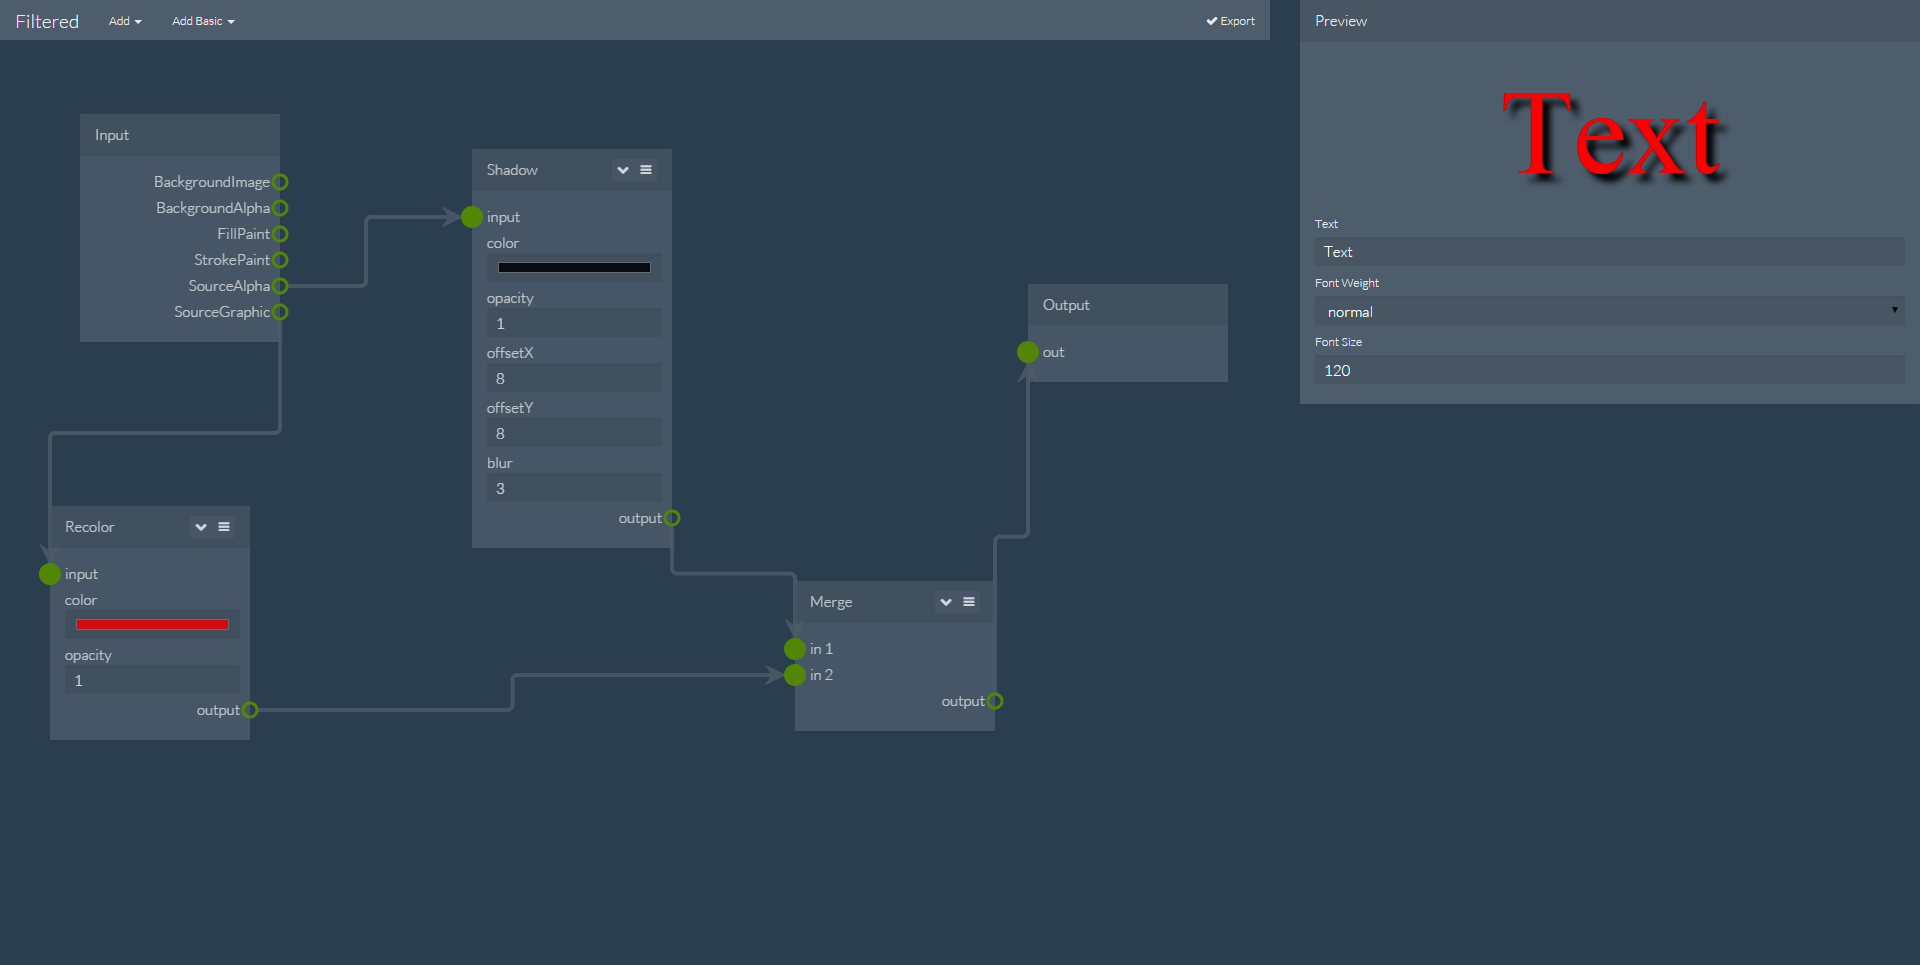 Filtered Add Add Basic Export
Input
BackgroundImage
BackgroundAlpha
FillPaint
StrokePaint
SourceAlpha
SourceGraphic
Shadow
input
color
opacity
1
offsetX
8
offsetY
8
blur
3
output
Recolor
input
color
opacity
1
output
Merge
in 1
in 2
output
Output
out
Preview
Text
Text
Text
Font Weight
normal
Font Size
120